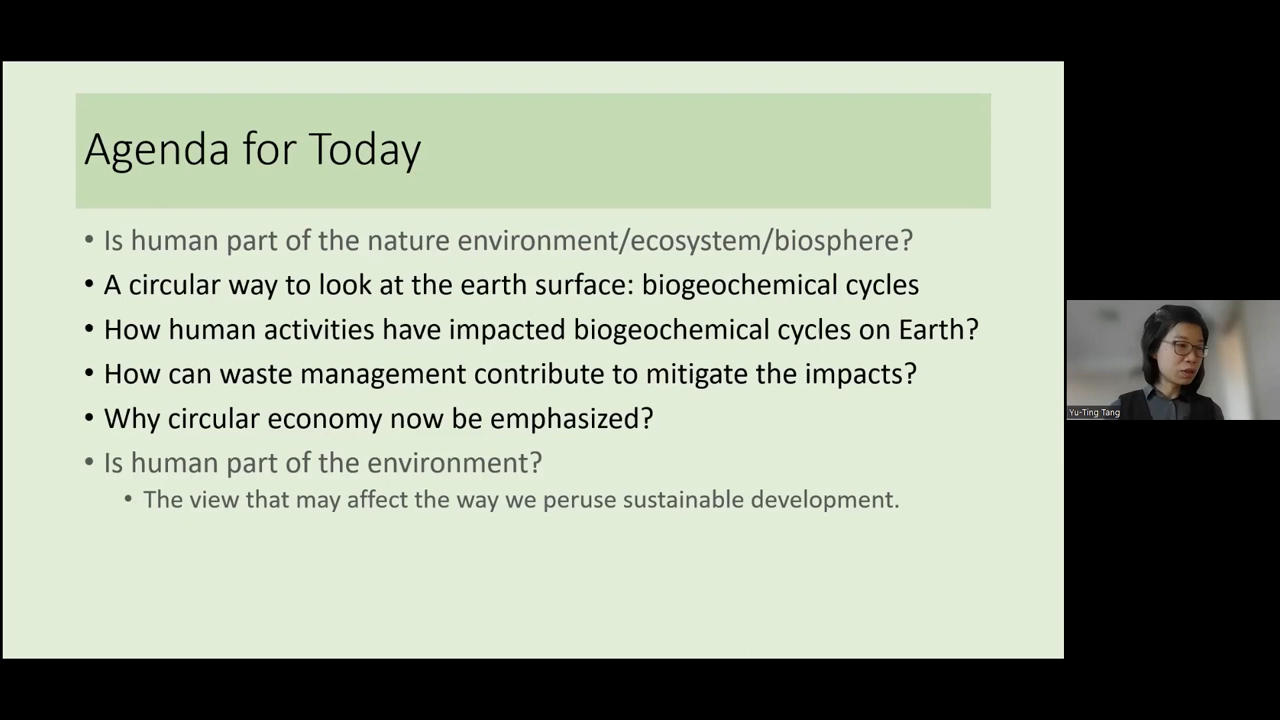 Agenda for Today
• Is human part of the nature environment/ecosystem/biosphere?
• A circular way to look at the earth surface: biogeochemical cycles
• How human activities have impacted biogeochemical cycles on Earth?
• How can waste management contribute to mitigate the impacts?
• Why circular economy now be emphasized?
• Is human part of the environment?
• The view that may affect the way we peruse sustainable development.
Yu-Ting Tang